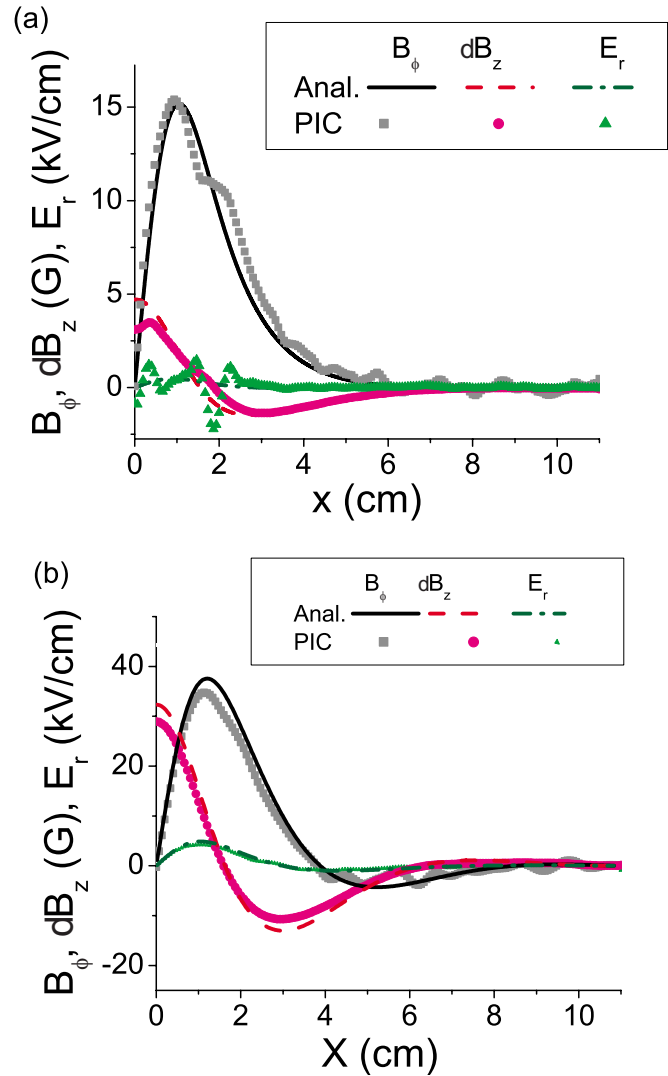 (a)
B_ϕ dB_z E_r
Anal.
PIC
B_ϕ, dB_z (G), E_r (kV/cm)
15
10
5
0
0 2 4 6 8 10
x (cm)
(b)
B_ϕ dB_z E_r
Anal.
PIC
B_ϕ, dB_z (G), E_r (kV/cm)
40
20
0
-20
0 2 4 6 8 10
X (cm)